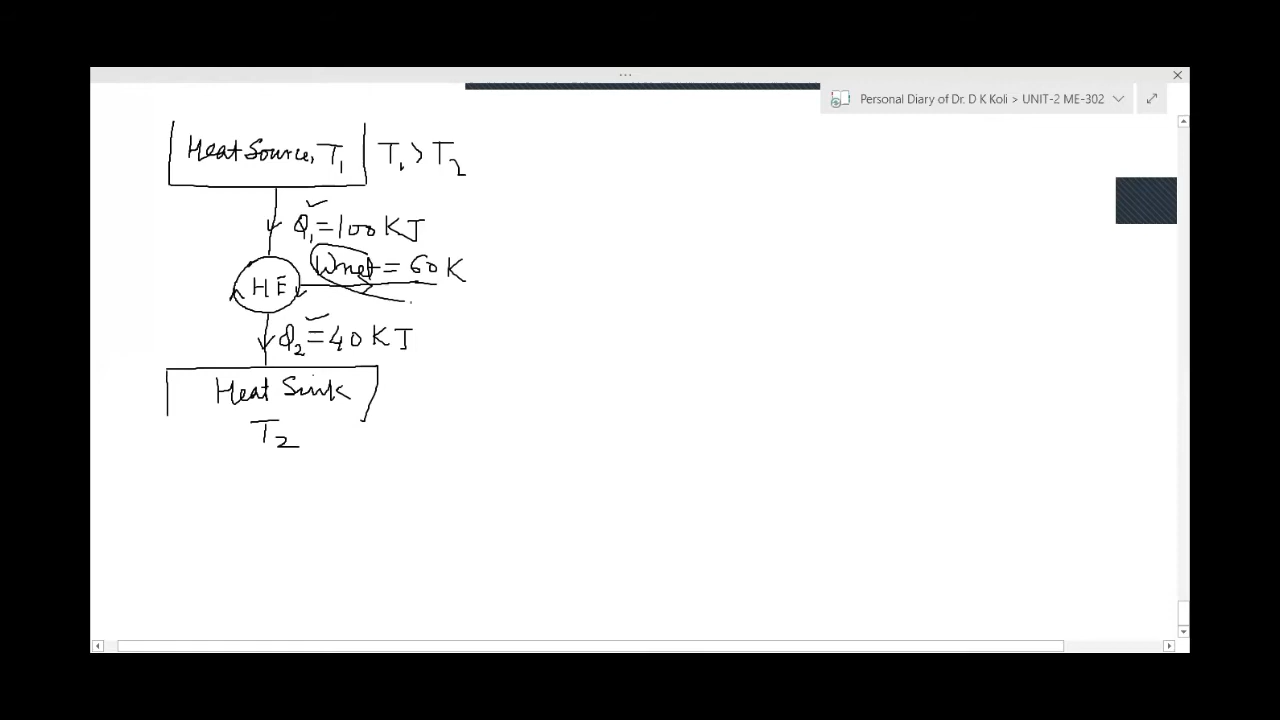 Personal Diary of Dr. D K Koli > UNIT-2 ME-302
Heat Source, T1 T1 > T2
Q1 = 100 KJ
Wnet = 60 K
HE
Q2 = 40 KJ
Heat Sink
T2